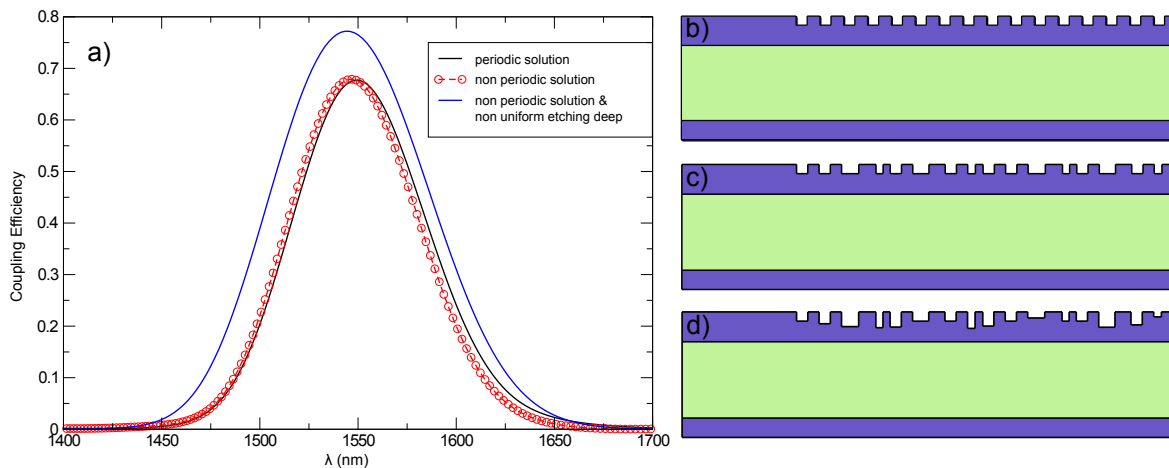 a)
periodic solution
non periodic solution
non periodic solution &
non uniform etching deep
Coupling Efficiency
0.8
0.7
0.6
0.5
0.4
0.3
0.2
0.1
0
1400 1450 1500 1550 1600 1650 1700
λ (nm)
b)
c)
d)